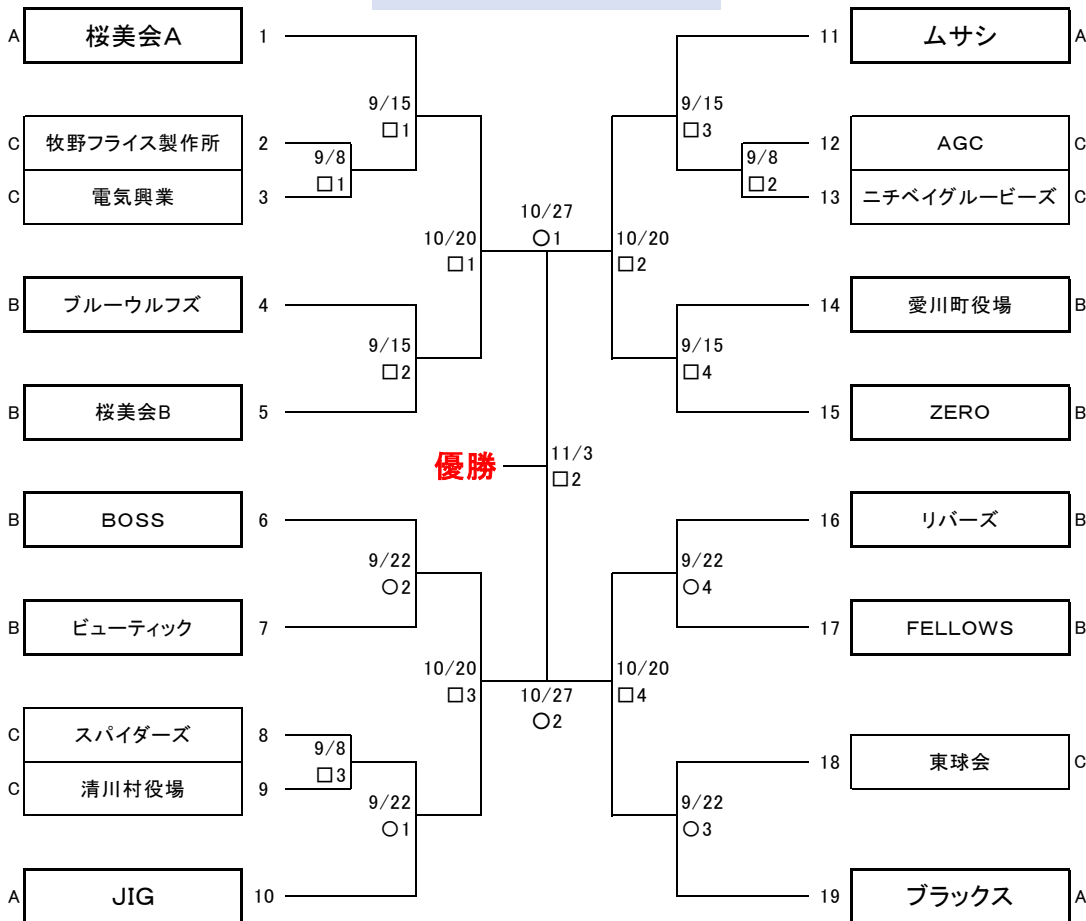 A 桜美会A 1 11 ムサシ A
9/15 9/15
□1 □3
C 牧野フライス製作所 2 12 AGC C
9/8 9/8
□1 □2
C 電気興業 3 13 ニチベイグルービーズ C
10/27
○1
10/20 10/20
□1 □2
B ブルーウルフズ 4 14 愛川町役場 B
9/15 9/15
□2 □4
B 桜美会B 5 15 ZERO B
優勝 11/3
□2
B BOSS 6 16 リバーズ B
9/22 9/22
○2 ○4
B ビューティック 7 17 FELLOWS B
10/20 10/20
□3 □4
10/27
○2
C スパイダーズ 8 18 東球会 C
9/8
□3
C 清川村役場 9
9/22 9/22
○1 ○3
A JIG 10 19 ブラックス A